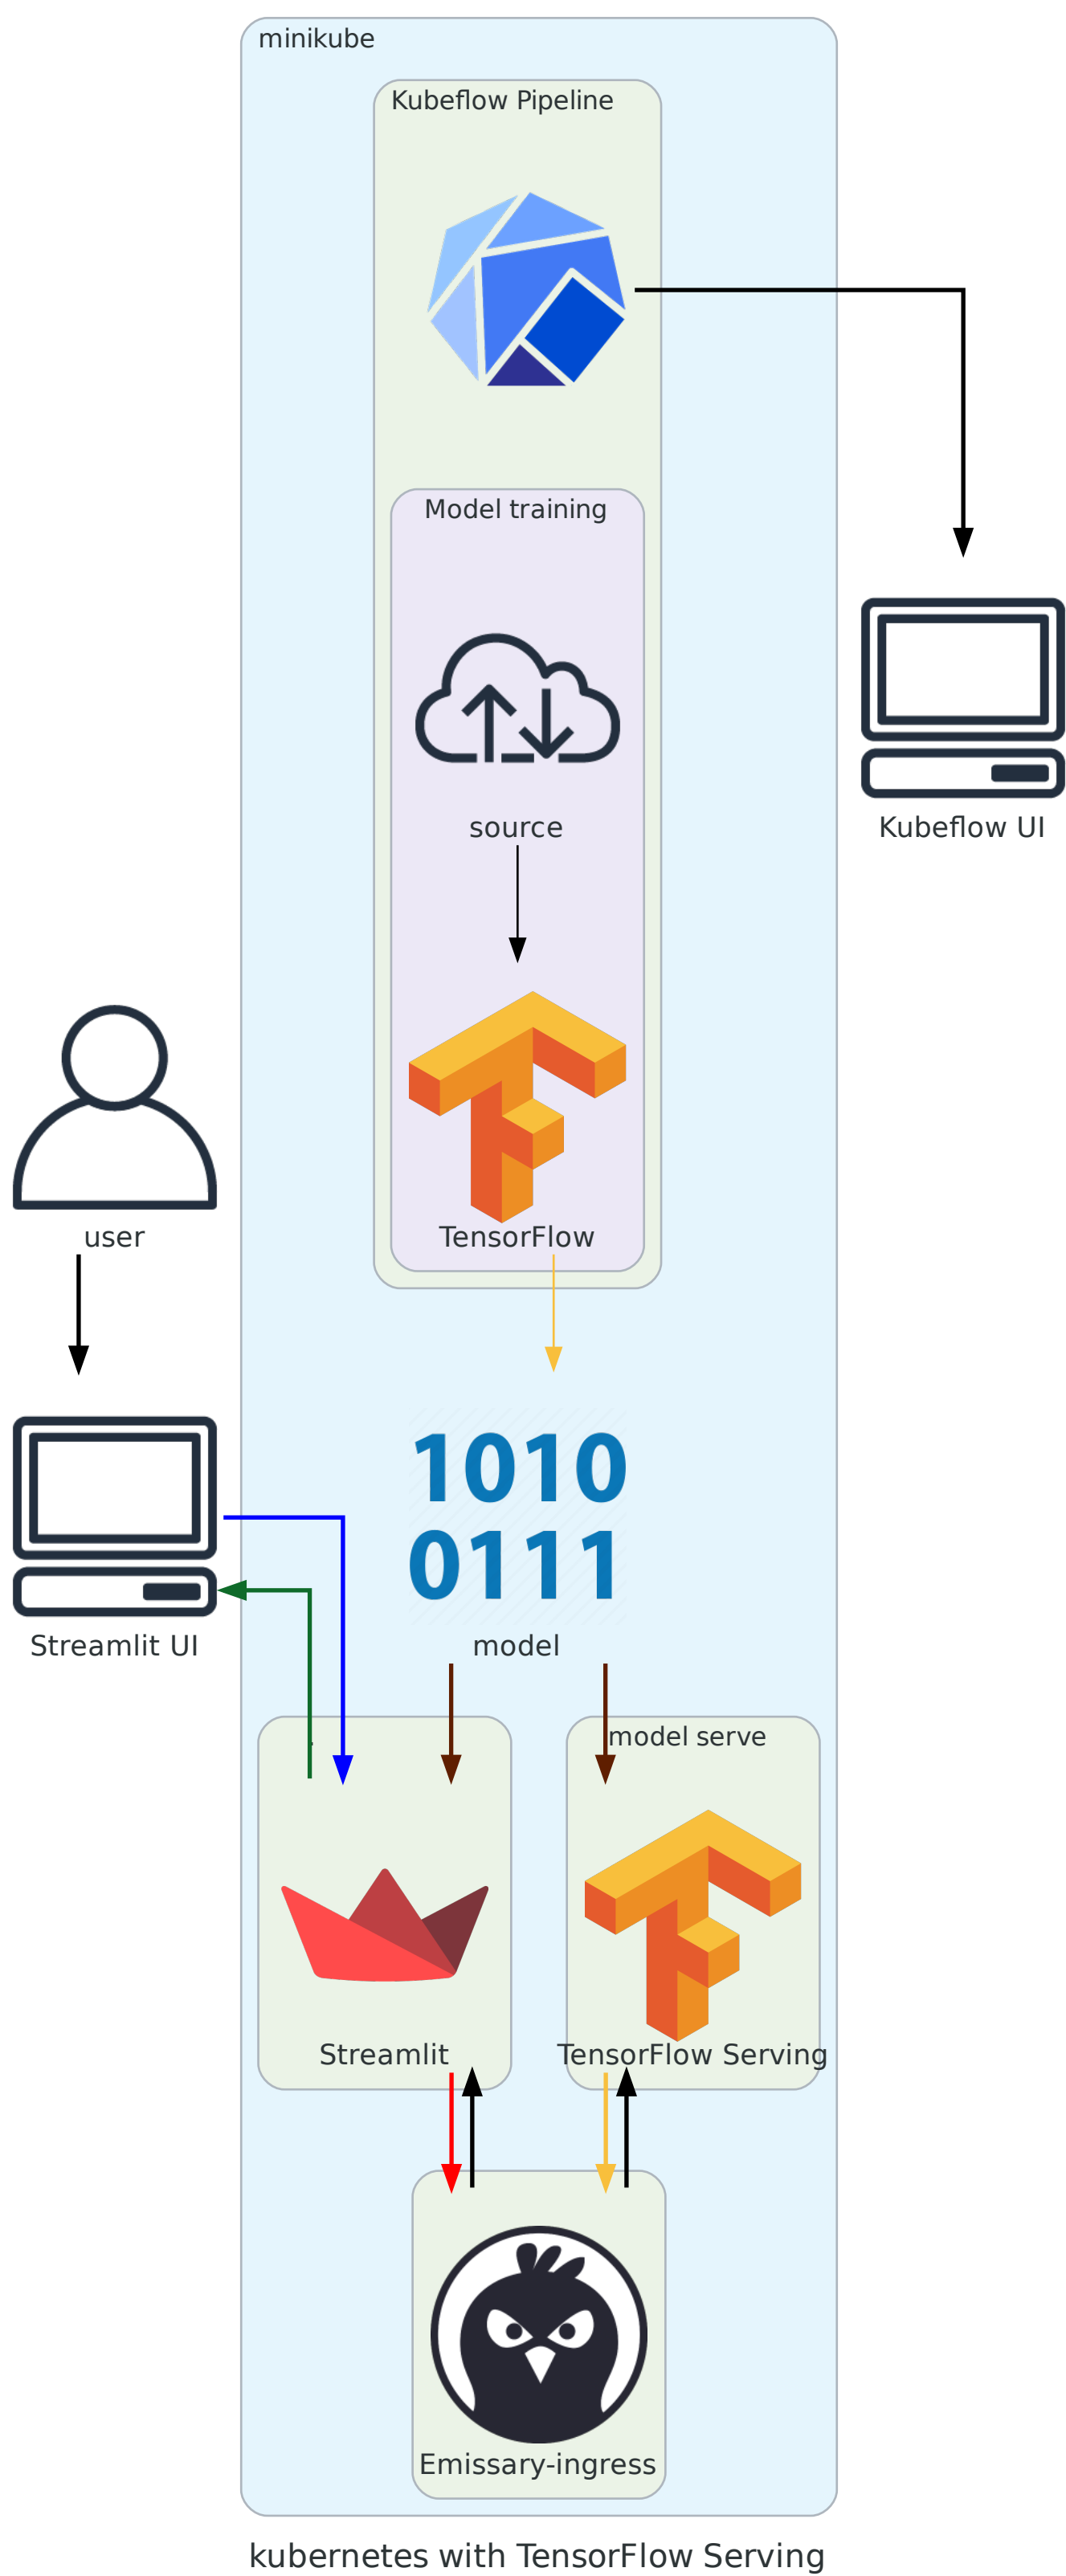 minikube
Kubeflow Pipeline
Model training
source
Kubeflow UI
TensorFlow
user
1010
0111
model
Streamlit UI
model serve
Streamlit
TensorFlow Serving
Emissary-ingress
kubernetes with TensorFlow Serving